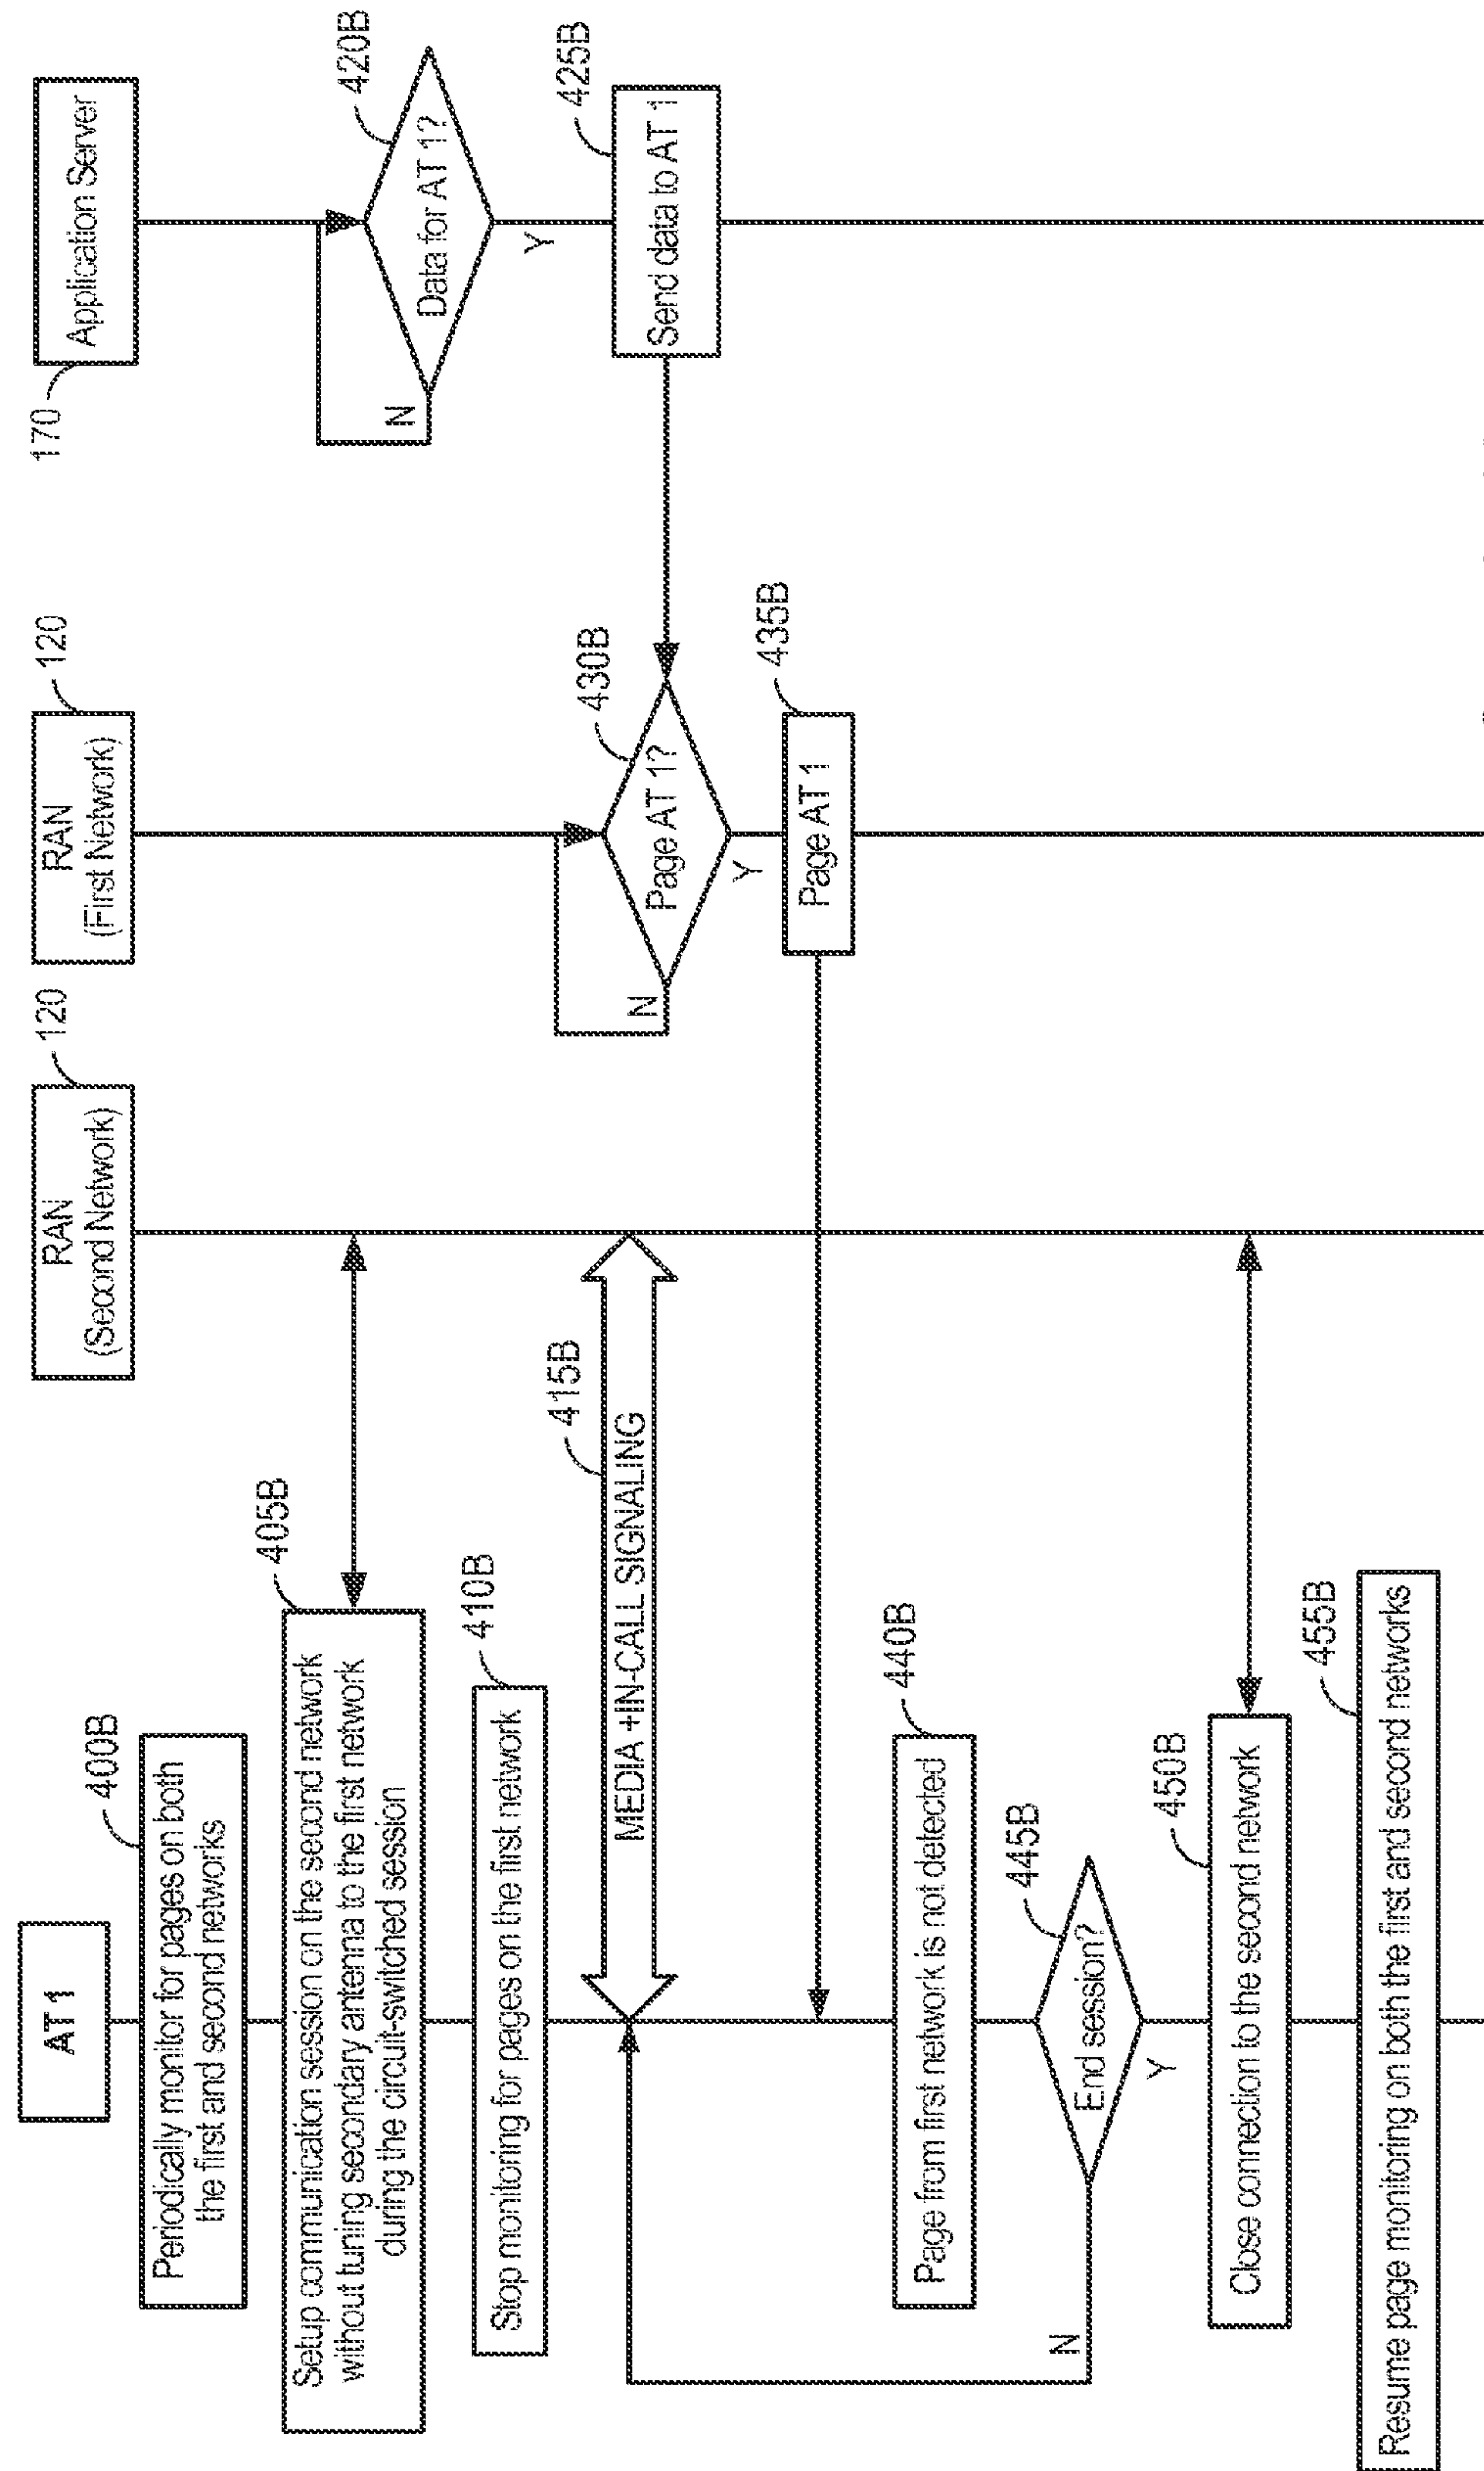 AT 1
RAN
(Second Network)
120
RAN
(First Network)
120
170
Application Server
400B
Periodically monitor for pages on both
the first and second networks
405B
Setup communication session on the second network
without tuning secondary antenna to the first network
during the circuit-switched session
410B
Stop monitoring for pages on the first network
415B
MEDIA +IN-CALL SIGNALING
420B
Data for AT 1?
N
Y
425B
Send data to AT 1
430B
Page AT 1?
N
Y
435B
Page AT 1
440B
Page from first network is not detected
445B
End session?
N
Y
450B
Close connection to the second network
455B
Resume page monitoring on both the first and second networks